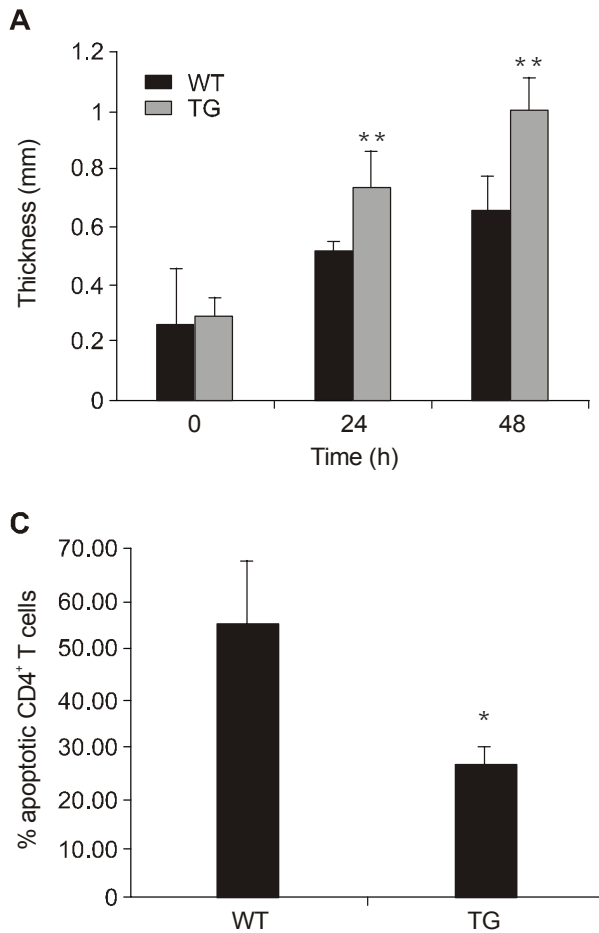 A
1.2
1
0.8
0.6
0.4
0.2
0
Thickness (mm)
WT
TG
**
**
0 24 48
Time (h)
C
70.00
60.00
50.00
40.00
30.00
20.00
10.00
0
% apoptotic CD4⁺ T cells
*
WT TG